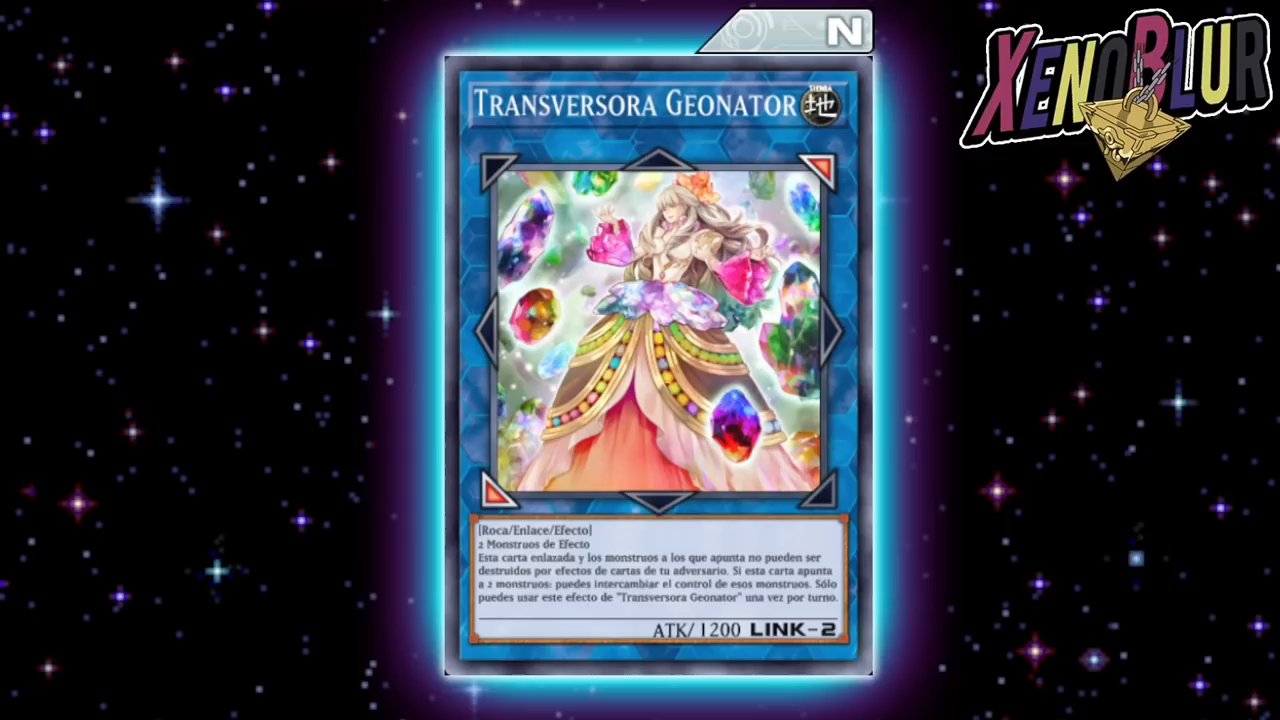 N
XENOBLUR
TRANSVERSORA GEONATOR
TIERRA
地
[Roca/Enlace/Efecto]
2 Monstruos de Efecto
Esta carta enlazada y los monstruos a los que apunta no pueden ser
destruidos por efectos de cartas de tu adversario. Si esta carta apunta
a 2 monstruos: puedes intercambiar el control de esos monstruos. Sólo
puedes usar este efecto de "Transversora Geonator" una vez por turno.
ATK/ 1200 LINK-2